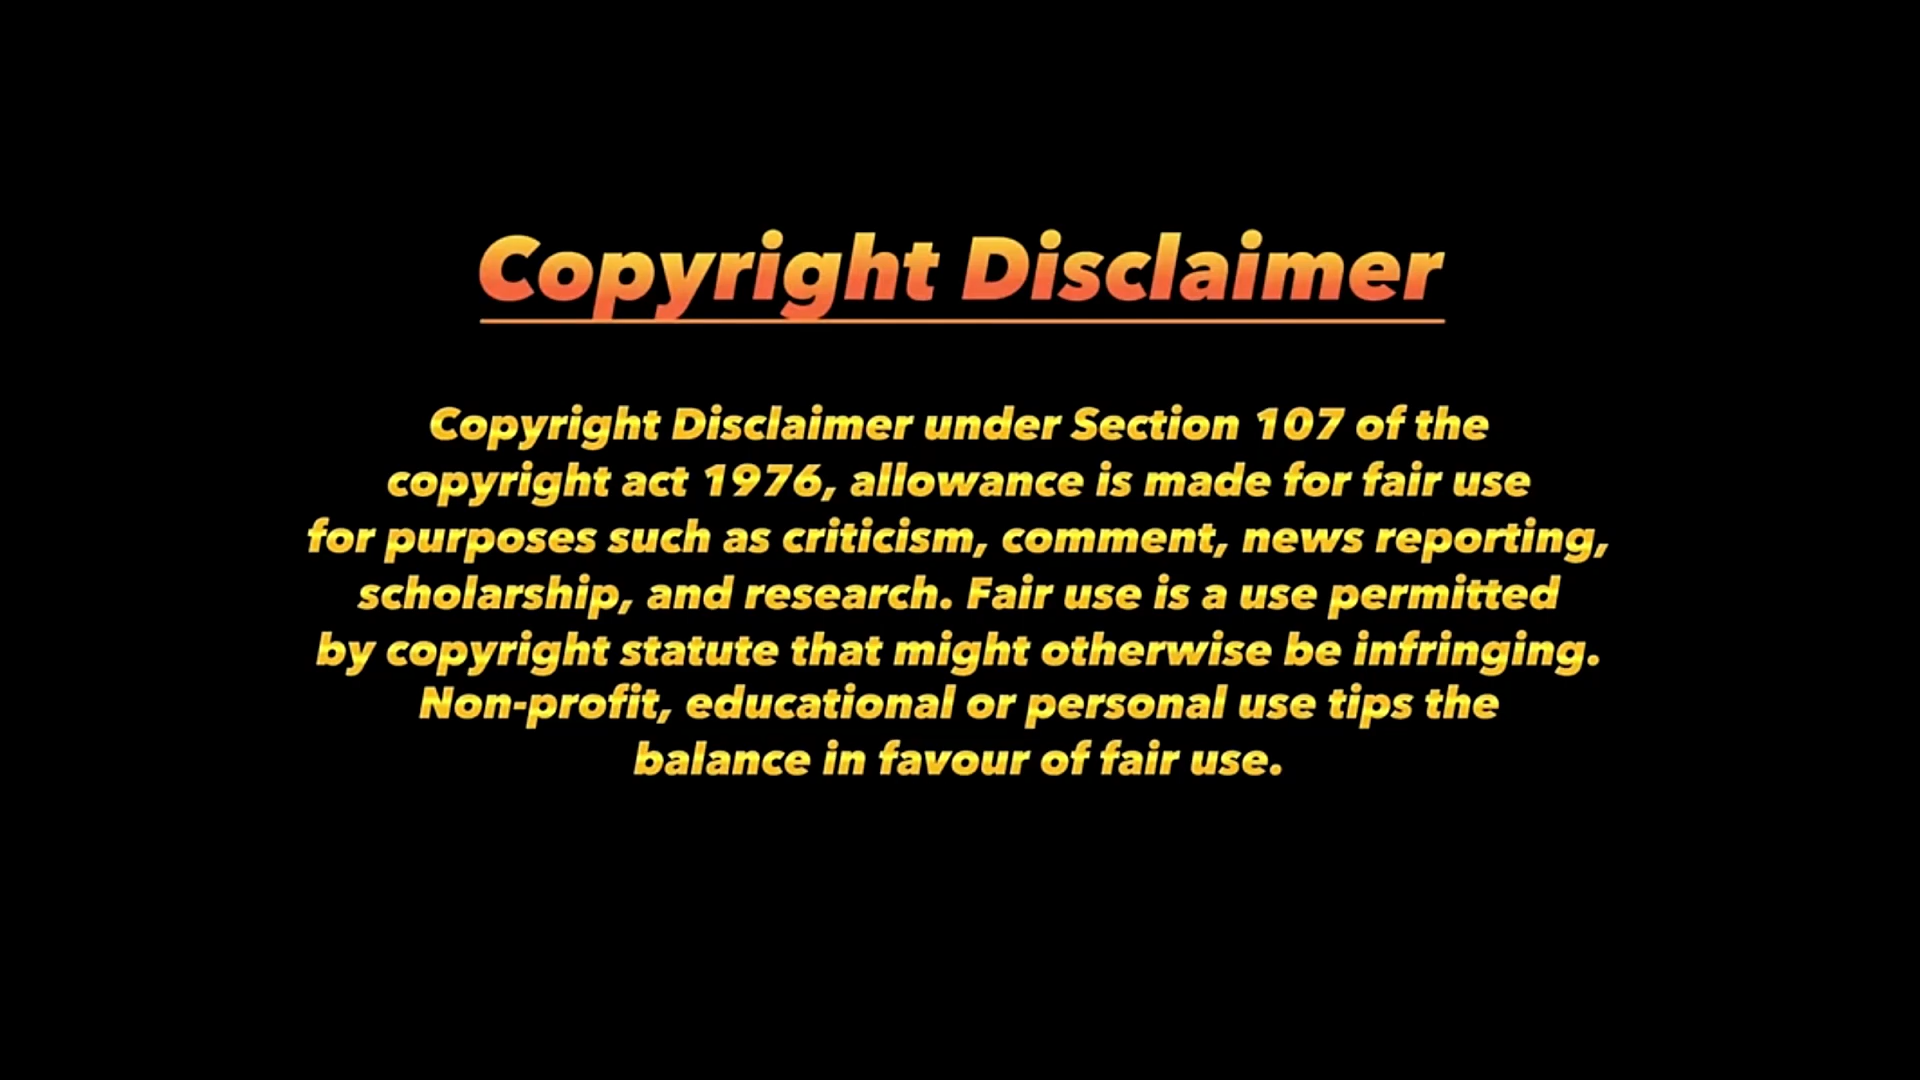 Copyright Disclaimer
Copyright Disclaimer under Section 107 of the
copyright act 1976, allowance is made for fair use
for purposes such as criticism, comment, news reporting,
scholarship, and research. Fair use is a use permitted
by copyright statute that might otherwise be infringing.
Non-profit, educational or personal use tips the
balance in favour of fair use.